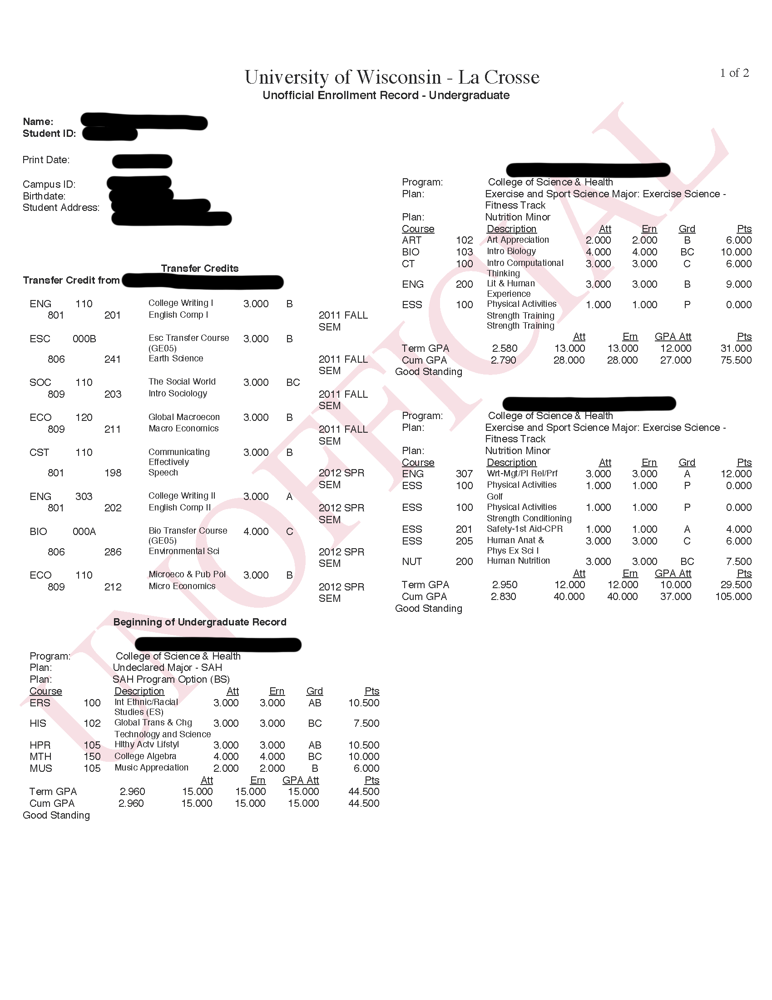 University of Wisconsin - La Crosse
1 of 2
Unofficial Enrollment Record - Undergraduate
Name:
Student ID:
Print Date:
Campus ID:
Birthdate:
Student Address:
Transfer Credits
Transfer Credit from
ENG 110 College Writing I 3.000 B
801 201 English Comp I 2011 FALL
SEM
ESC 000B Esc Transfer Course 3.000 B
(GE05)
806 241 Earth Science 2011 FALL
SEM
SOC 110 The Social World 3.000 BC
809 203 Intro Sociology 2011 FALL
SEM
ECO 120 Global Macroecon 3.000 B
809 211 Macro Economics 2011 FALL
SEM
CST 110 Communicating 3.000 B
Effectively
801 198 Speech 2012 SPR
SEM
ENG 303 College Writing II 3.000 A
801 202 English Comp II 2012 SPR
SEM
BIO 000A Bio Transfer Course 4.000 C
(GE05)
806 286 Environmental Sci 2012 SPR
SEM
ECO 110 Microeco & Pub Pol 3.000 B
809 212 Micro Economics 2012 SPR
SEM
Beginning of Undergraduate Record
Program: College of Science & Health
Plan: Undeclared Major - SAH
Plan: SAH Program Option (BS)
Course Description Att Ern Grd Pts
ERS 100 Int Ethnic/Racial 3.000 3.000 AB 10.500
Studies (ES)
HIS 102 Global Trans & Chg 3.000 3.000 BC 7.500
Technology and Science
HPR 105 Hlthy Actv Lifstyl 3.000 3.000 AB 10.500
MTH 150 College Algebra 4.000 4.000 BC 10.000
MUS 105 Music Appreciation 2.000 2.000 B 6.000
Att Ern GPA Att Pts
Term GPA 2.960 15.000 15.000 15.000 44.500
Cum GPA 2.960 15.000 15.000 15.000 44.500
Good Standing
Program: College of Science & Health
Plan: Exercise and Sport Science Major: Exercise Science -
Fitness Track
Plan: Nutrition Minor
Course Description Att Ern Grd Pts
ART 102 Art Appreciation 2.000 2.000 B 6.000
BIO 103 Intro Biology 4.000 4.000 BC 10.000
CT 100 Intro Computational 3.000 3.000 C 6.000
Thinking
ENG 200 Lit & Human 3.000 3.000 B 9.000
Experience
ESS 100 Physical Activities 1.000 1.000 P 0.000
Strength Training
Strength Training
Att Ern GPA Att Pts
Term GPA 2.580 13.000 13.000 12.000 31.000
Cum GPA 2.790 28.000 28.000 27.000 75.500
Good Standing
Program: College of Science & Health
Plan: Exercise and Sport Science Major: Exercise Science -
Fitness Track
Plan: Nutrition Minor
Course Description Att Ern Grd Pts
ENG 307 Wrt-Mgt/Pl Rel/Prf 3.000 3.000 A 12.000
ESS 100 Physical Activities 1.000 1.000 P 0.000
Golf
ESS 100 Physical Activities 1.000 1.000 P 0.000
Strength Conditioning
ESS 201 Safety-1st Aid-CPR 1.000 1.000 A 4.000
ESS 205 Human Anat & 3.000 3.000 C 6.000
Phys Ex Sci I
NUT 200 Human Nutrition 3.000 3.000 BC 7.500
Att Ern GPA Att Pts
Term GPA 2.950 12.000 12.000 10.000 29.500
Cum GPA 2.830 40.000 40.000 37.000 105.000
Good Standing
UNOFFICIAL